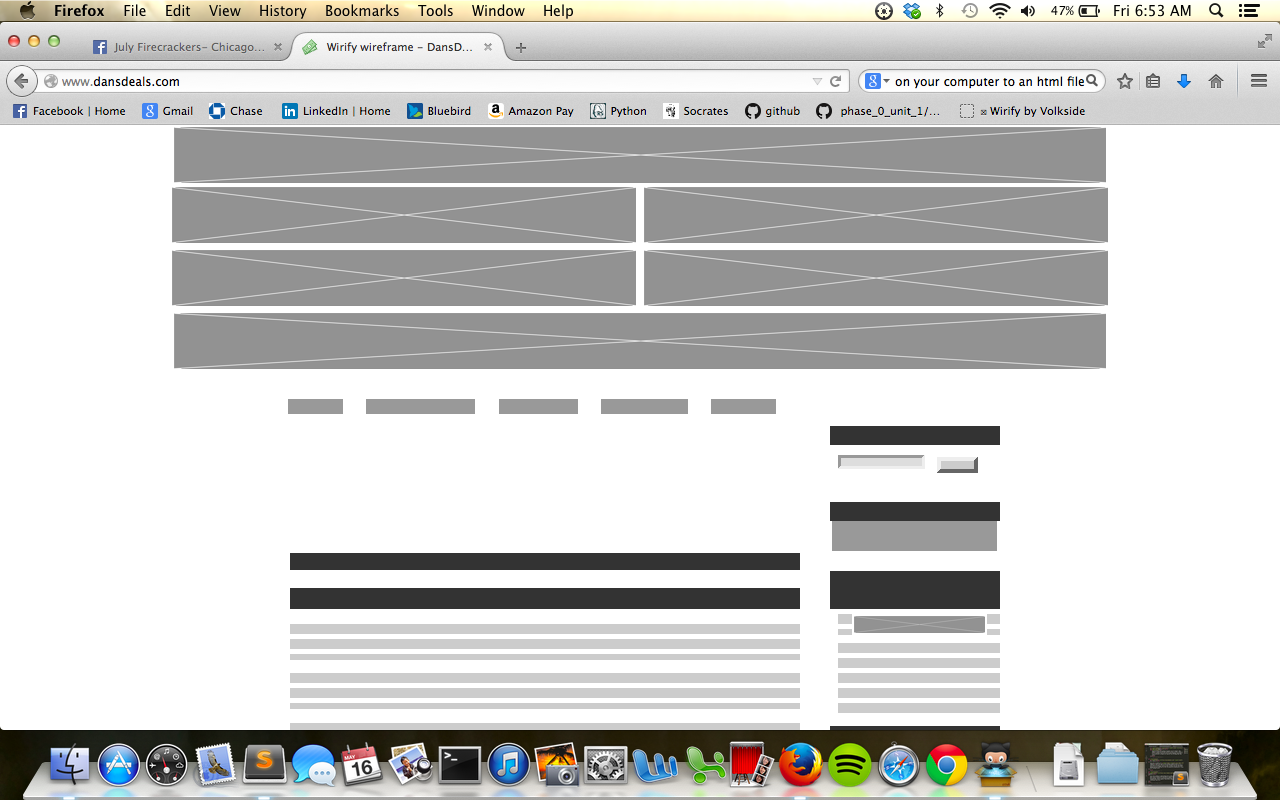 Firefox File Edit View History Bookmarks Tools Window Help 47% Fri 6:53 AM
July Firecrackers– Chicago... Wirify wireframe – DansD...
www.dansdeals.com on your computer to an html file
Facebook | Home Gmail Chase LinkedIn | Home Bluebird Amazon Pay Python Socrates github phase_0_unit_1/... Wirify by Volkside
MAY
16